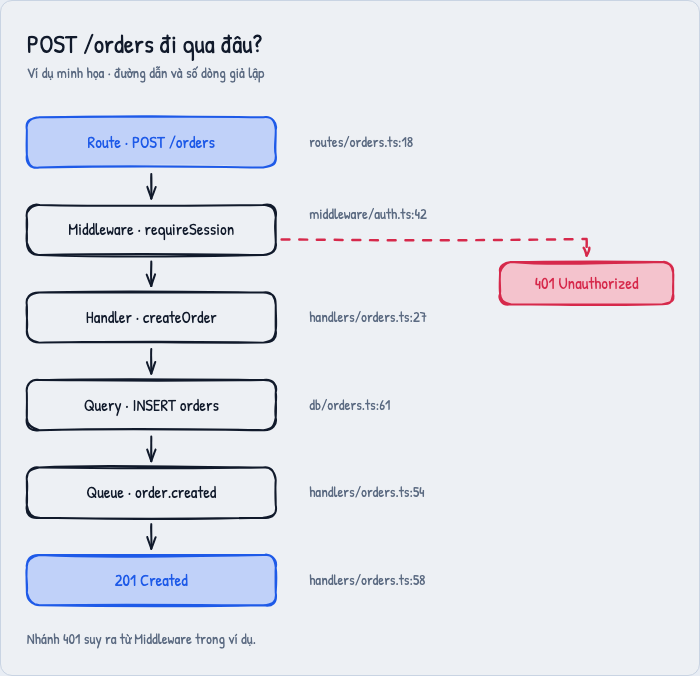 POST /orders đi qua đâu?
Ví dụ minh họa · đường dẫn và số dòng giả lập
Route · POST /orders
routes/orders.ts:18
Middleware · requireSession
middleware/auth.ts:42
401 Unauthorized
Handler · createOrder
handlers/orders.ts:27
Query · INSERT orders
db/orders.ts:61
Queue · order.created
handlers/orders.ts:54
201 Created
handlers/orders.ts:58
Nhánh 401 suy ra từ Middleware trong ví dụ.